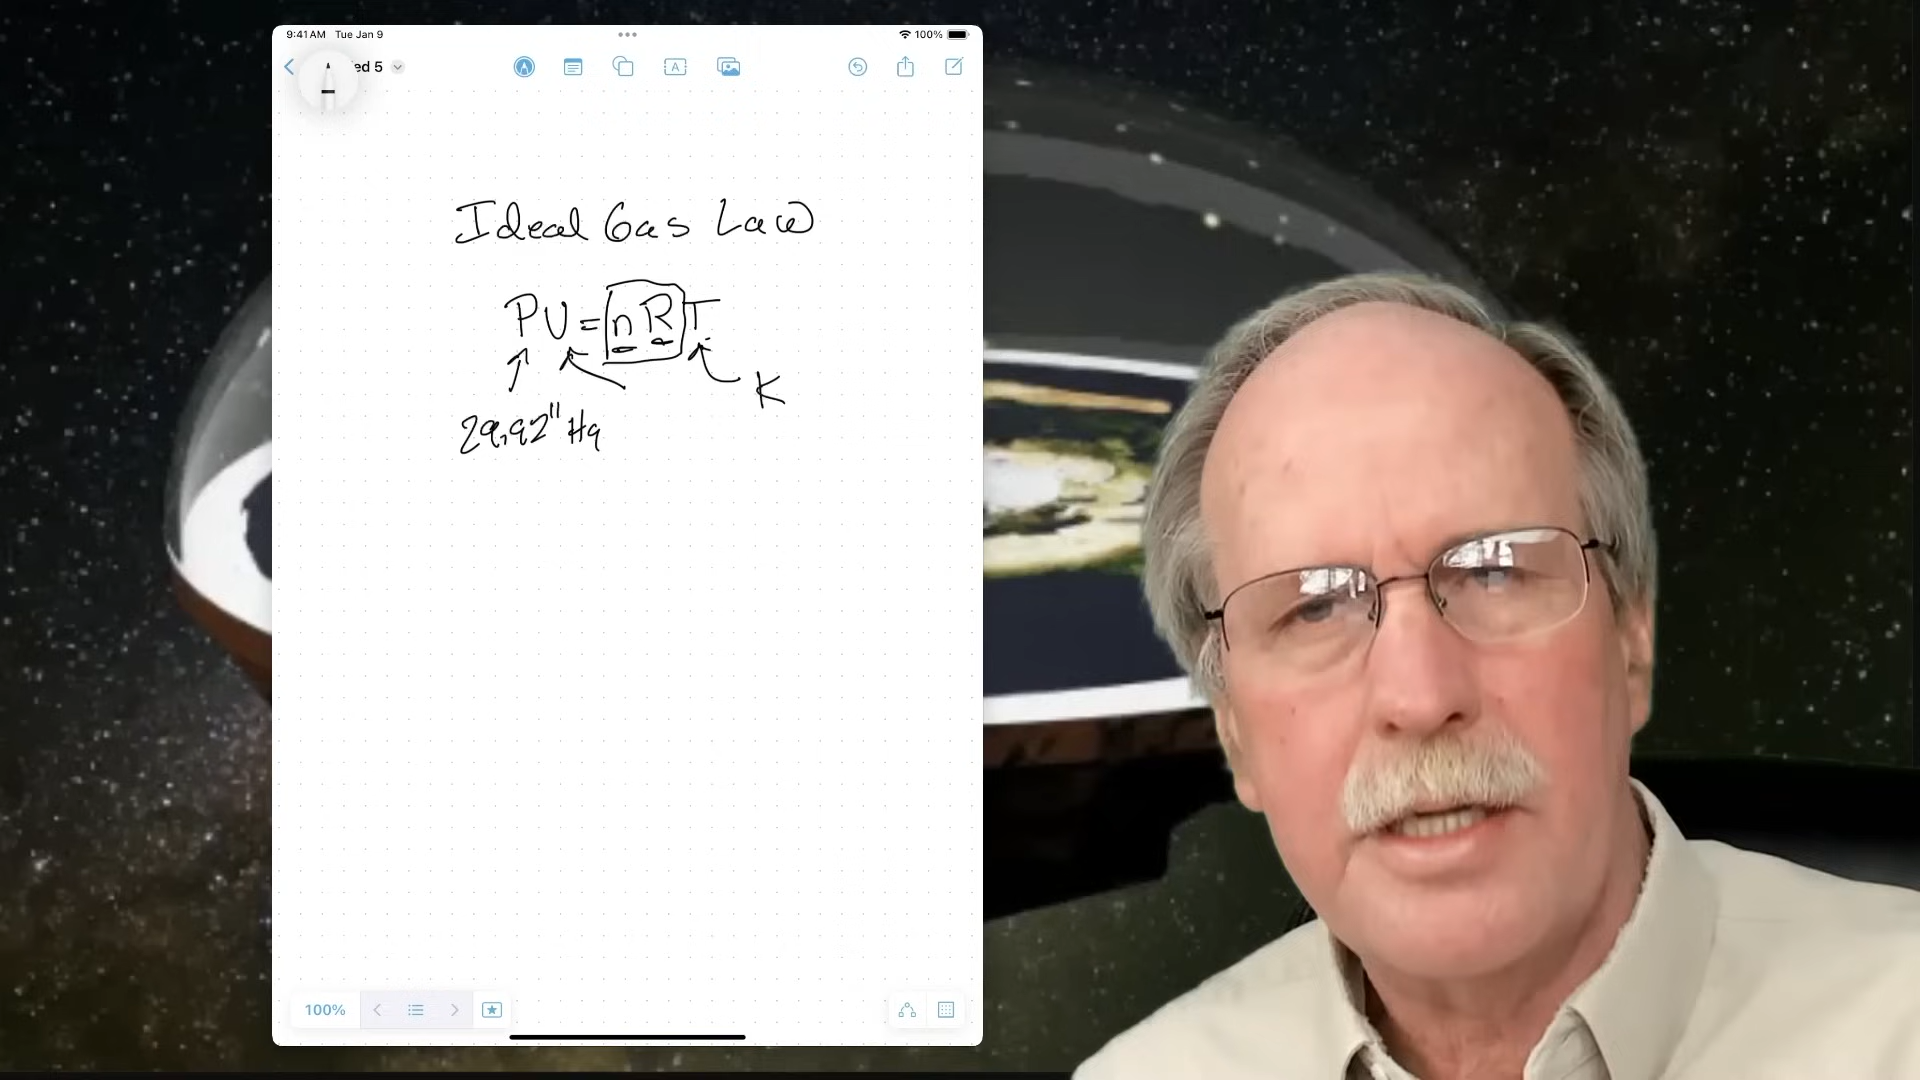 9:41 AM Tue Jan 9
100%
ed 5
A
Ideal Gas Law
PV=nRT
K
29.92" Hg
100%